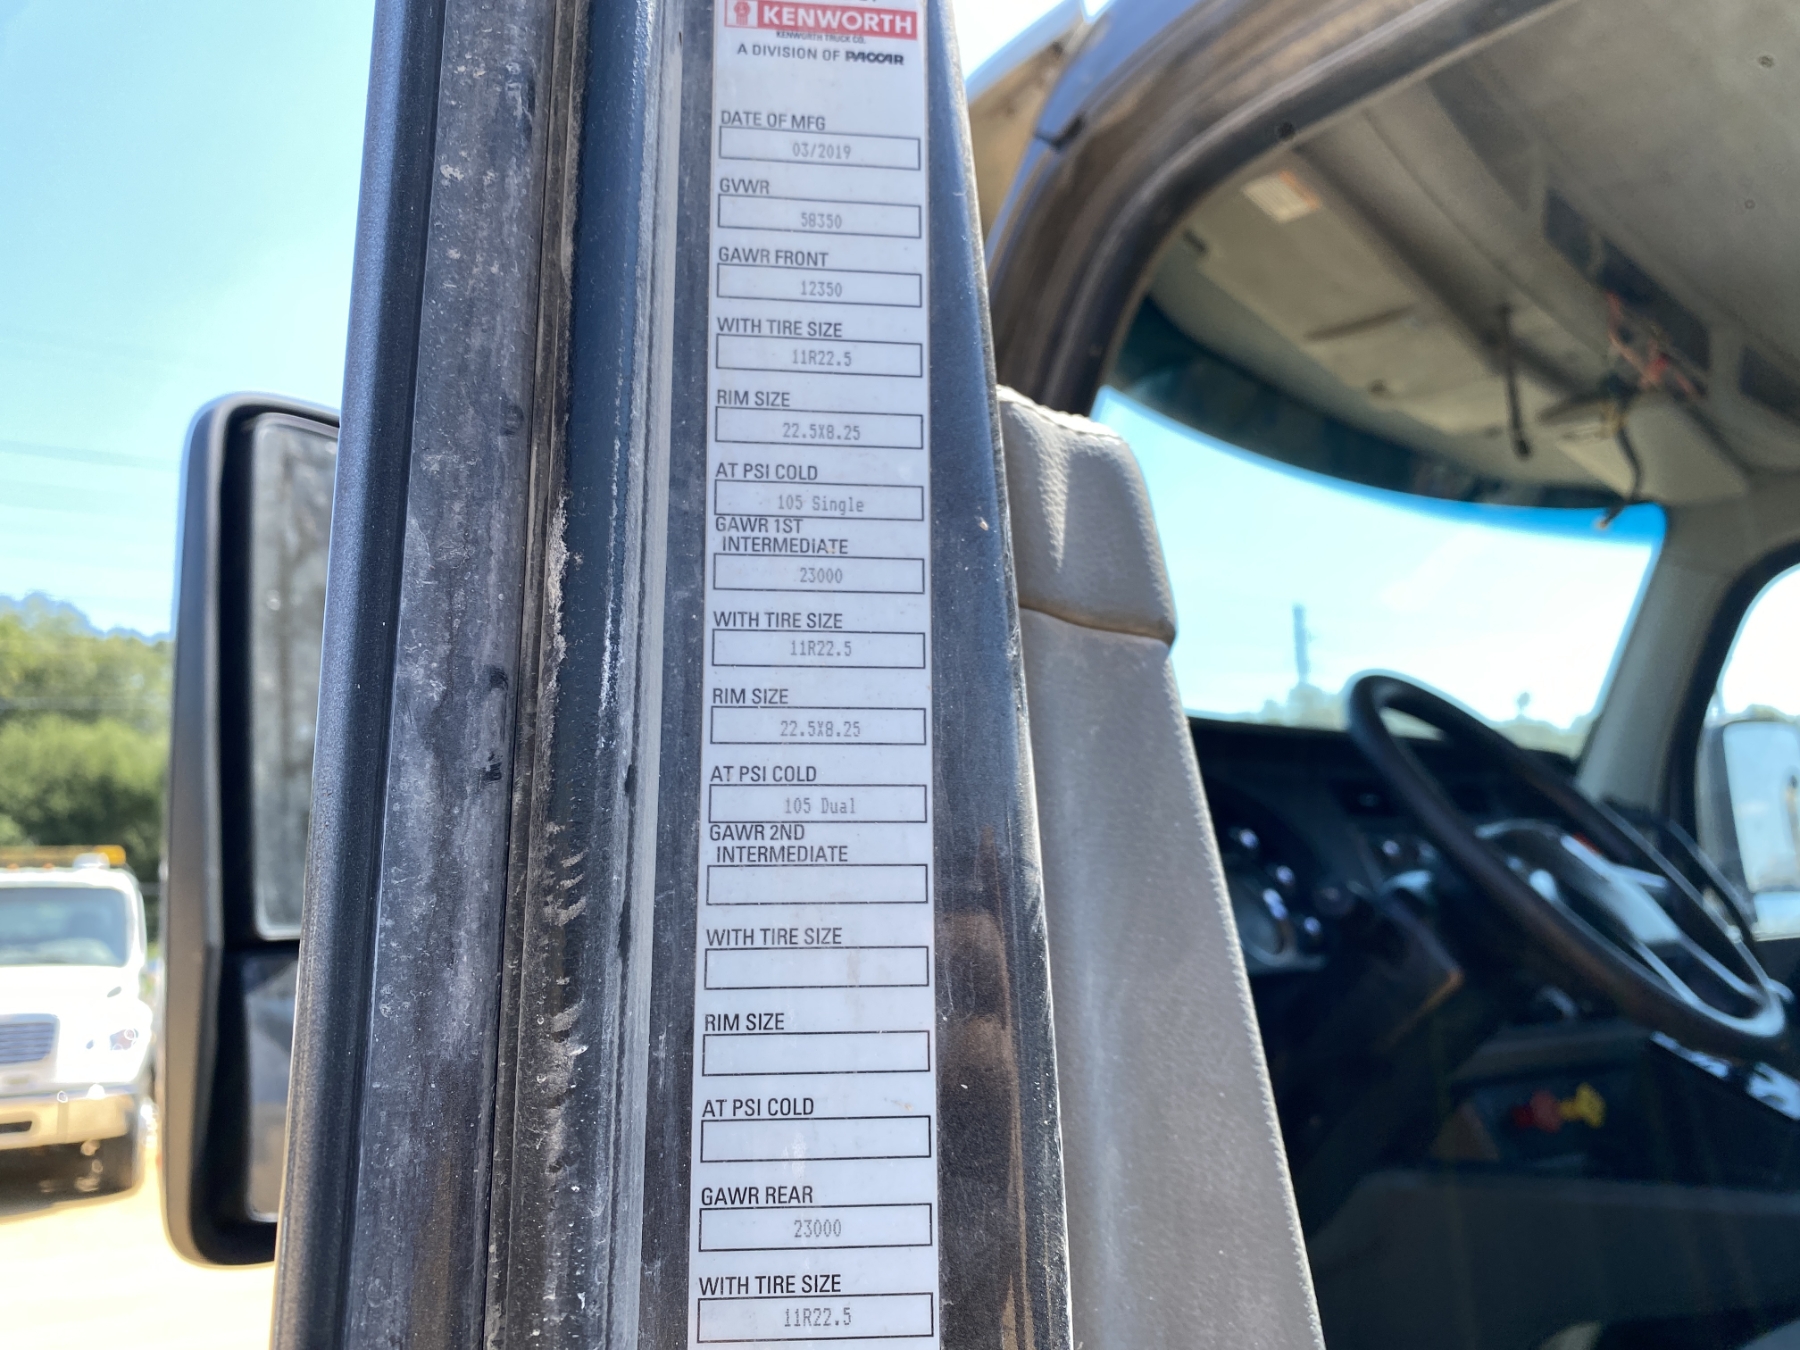 KENWORTH
KENWORTH TRUCK CO.
A DIVISION OF PACCAR
DATE OF MFG
03/2019
GVWR
58350
GAWR FRONT
12350
WITH TIRE SIZE
11R22.5
RIM SIZE
22.5X8.25
AT PSI COLD
105 Single
GAWR 1ST
INTERMEDIATE
23000
WITH TIRE SIZE
11R22.5
RIM SIZE
22.5X8.25
AT PSI COLD
105 Dual
GAWR 2ND
INTERMEDIATE
WITH TIRE SIZE
RIM SIZE
AT PSI COLD
GAWR REAR
23000
WITH TIRE SIZE
11R22.5